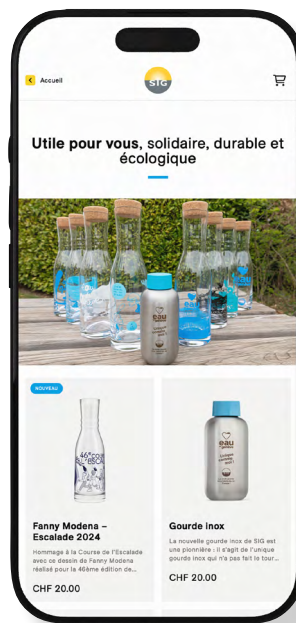 Accueil
SIG
Utile pour vous, solidaire, durable et
écologique
eau
NOUVEAU
46e
eau
Fanny Modena –
Escalade 2024
Hommage à la Course de l'Escalade
avec ce dessin de Fanny Modena
réalisé pour la 46ème édition de...
CHF 20.00
Gourde inox
La nouvelle gourde inox de SIG est
une pionnière : il s'agit de l'unique
gourde inox qui n'a pas fait le tour...
CHF 20.00